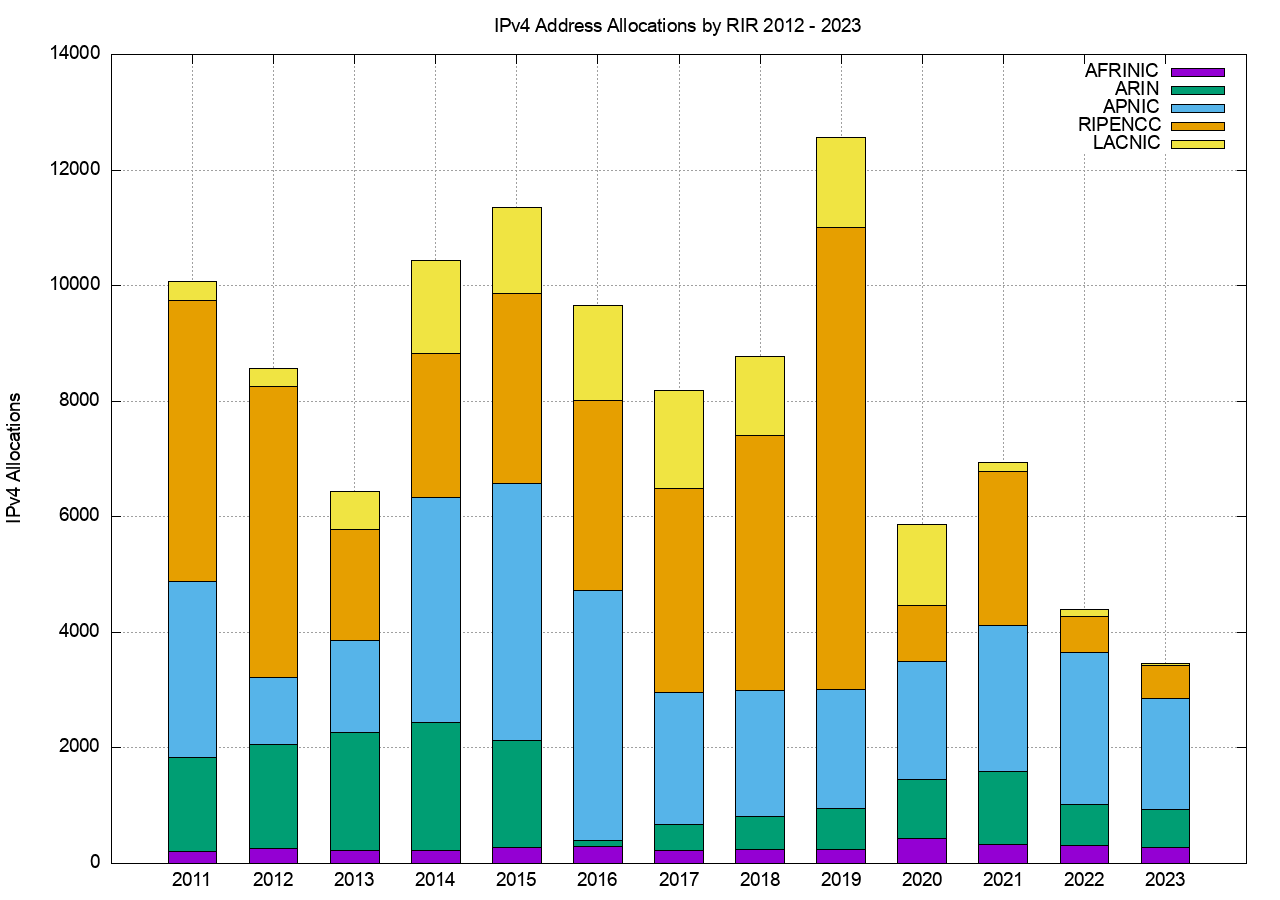 IPv4 Address Allocations by RIR 2012 - 2023
14000
12000
10000
8000
6000
4000
2000
0
IPv4 Allocations
AFRINIC
ARIN
APNIC
RIPENCC
LACNIC
2011 2012 2013 2014 2015 2016 2017 2018 2019 2020 2021 2022 2023